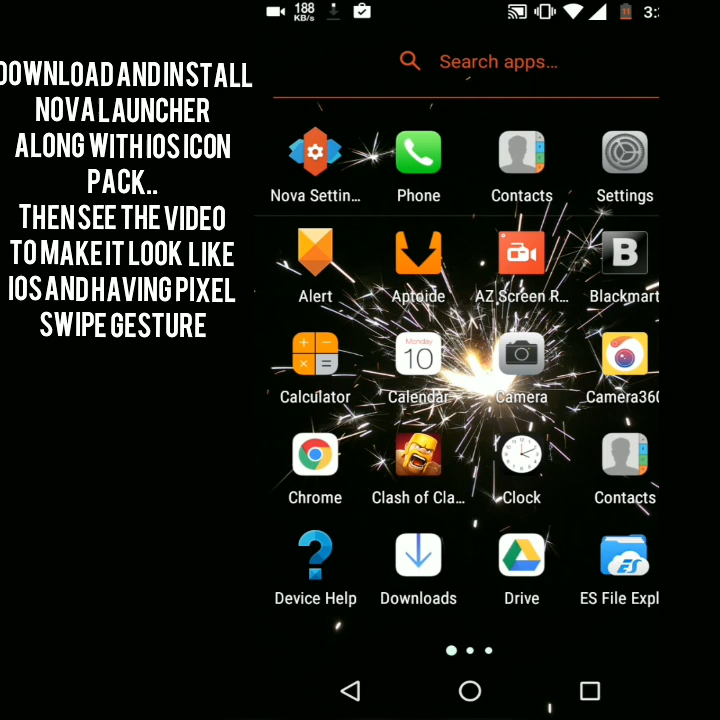 DOWNLOAD AND INSTALL
NOVA LAUNCHER
ALONG WITH IOS ICON
PACK..
THEN SEE THE VIDEO
TO MAKE IT LOOK LIKE
IOS AND HAVING PIXEL
SWIPE GESTURE
188
KB/s
3:
Search apps...
Nova Settin...
Phone
Contacts
Settings
Alert
Aptoide
AZ Screen R...
B
Blackmart
Calculator
Monday
10
Calendar
Camera
Camera360
Chrome
Clash of Cla...
Clock
Contacts
Device Help
Downloads
Drive
ES
ES File Expl